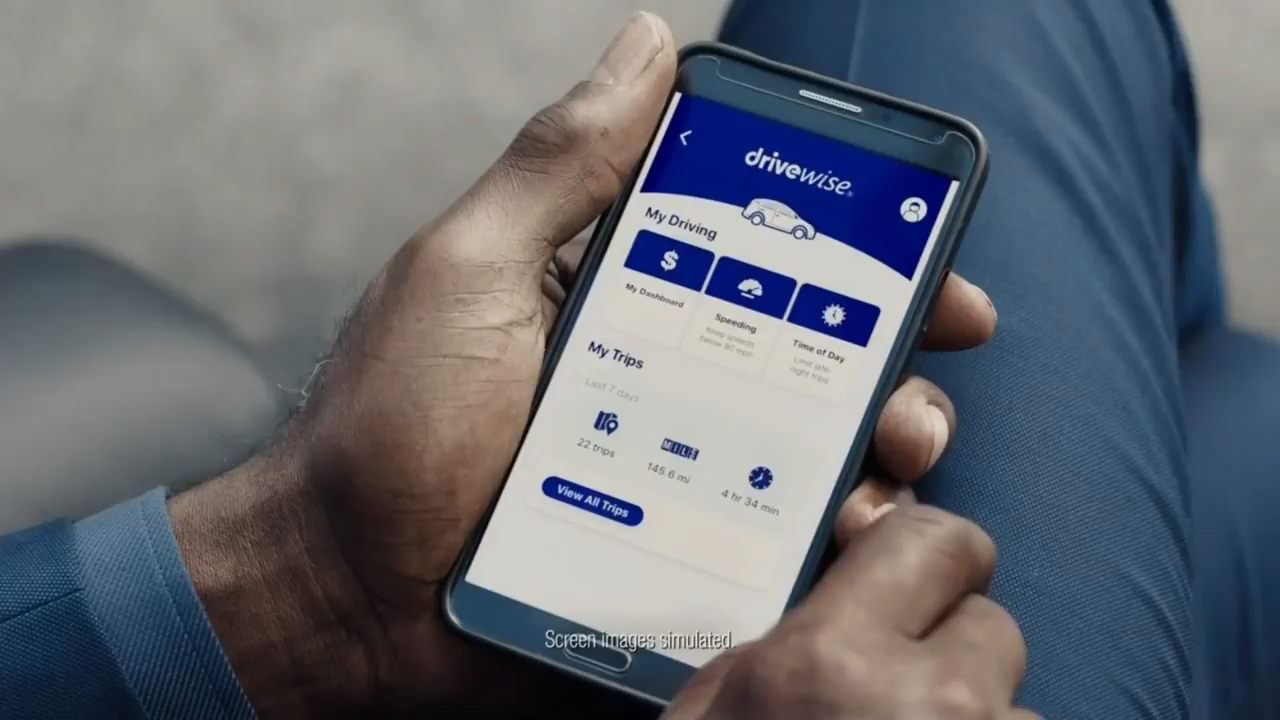 drivewise®
My Driving
$
My Dashboard
Speeding
Keep speeds
below 80 mph
Time of Day
Limit late-
night trips
My Trips
Last 7 days
22 trips
MILE
145.6 mi
4 hr 34 min
View All Trips
Screen images simulated.